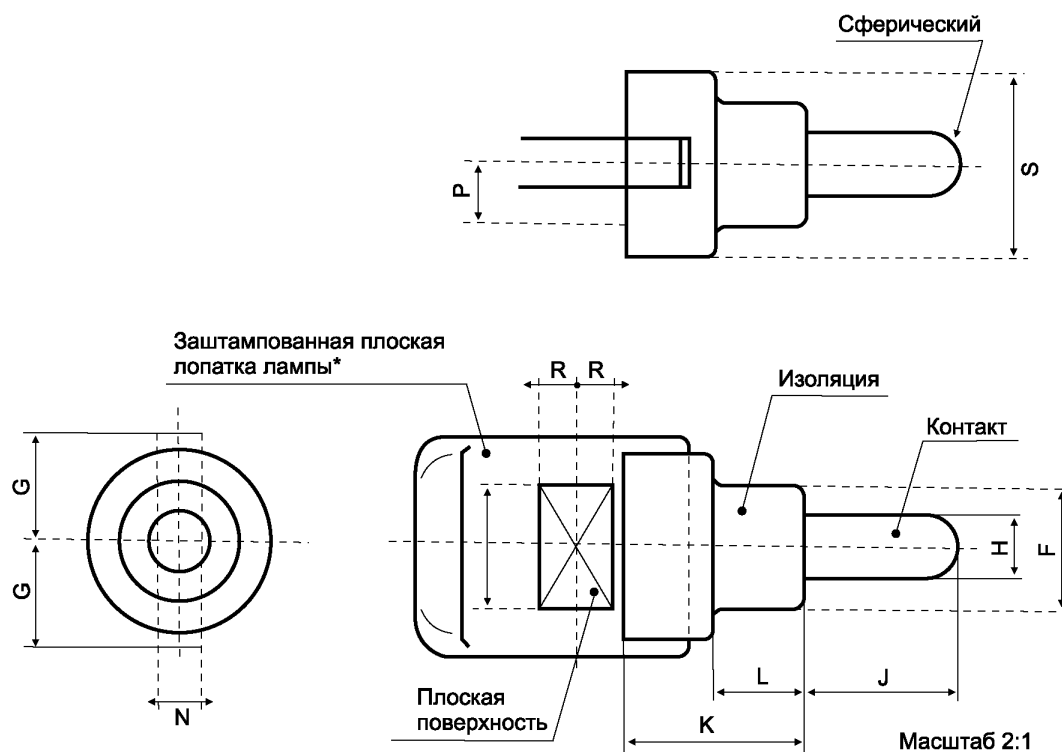 Сферический
P
S
Заштампованная плоская
лопатка лампы*
R R
Изоляция
Контакт
G
G
H
F
N
Плоская
поверхность
L
J
K
Масштаб 2:1